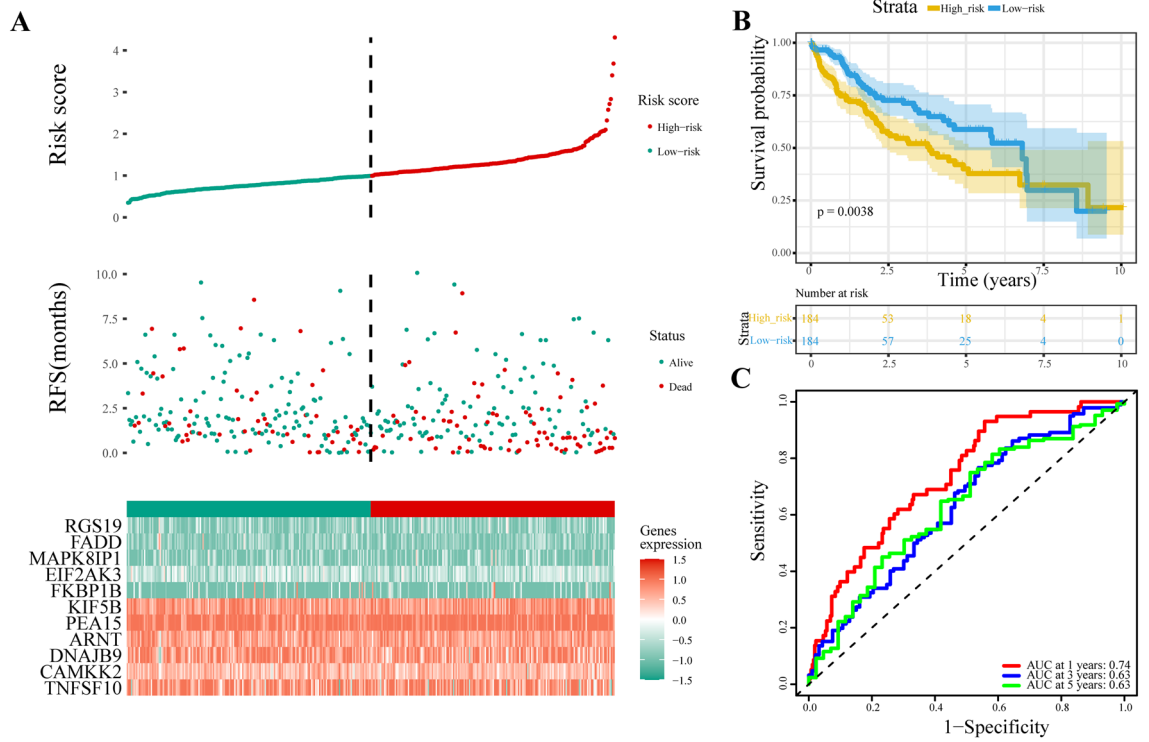 A
Risk score
4
3
2
1
0
Risk score
High-risk
Low-risk
RFS(months)
10.0
7.5
5.0
2.5
0.0
Status
Alive
Dead
RGS19
FADD
MAPK8IP1
EIF2AK3
FKBP1B
KIF5B
PEA15
ARNT
DNAJB9
CAMKK2
TNFSF10
Genes
expression
1.5
1.0
0.5
0.0
−0.5
−1.0
−1.5
B
Strata High_risk Low-risk
Survival probability
1.00
0.75
0.50
0.25
0.00
p = 0.0038
0 2.5 5 7.5 10
Time (years)
Number at risk
Strata
High_risk 184 53 18 4 1
Low-risk 184 57 25 4 0
0 2.5 5 7.5 10
C
Sensitivity
1.0
0.8
0.6
0.4
0.2
0.0
AUC at 1 years: 0.74
AUC at 3 years: 0.63
AUC at 5 years: 0.63
0.0 0.2 0.4 0.6 0.8 1.0
1−Specificity